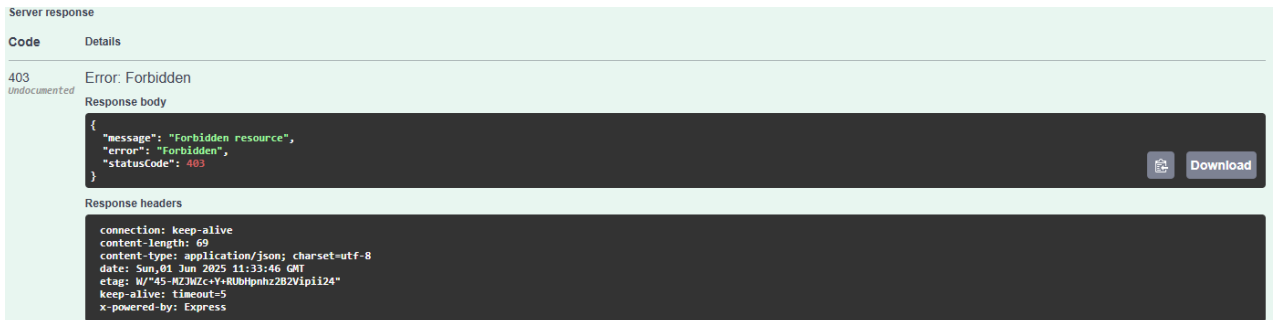 Server response
Code Details
403 Error: Forbidden
Undocumented
Response body
{
"message": "Forbidden resource",
"error": "Forbidden",
"statusCode": 403
}
Download
Response headers
connection: keep-alive
content-length: 69
content-type: application/json; charset=utf-8
date: Sun,01 Jun 2025 11:33:46 GMT
etag: W/"45-MZJWZc+Y+RUbHpnhz2B2Vipii24"
keep-alive: timeout=5
x-powered-by: Express